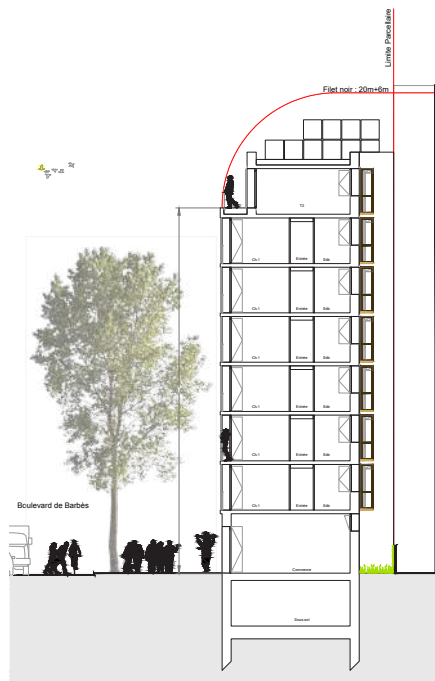 Limite Parcellaire
Filet noir : 20m+6m
T2
Ch.1 Entrée Sdb
Ch.1 Entrée Sdb
Ch.1 Entrée Sdb
Ch.1 Entrée Sdb
Ch.1 Entrée Sdb
Ch.1 Entrée Sdb
Boulevard de Barbès
Commerce
Sous-sol